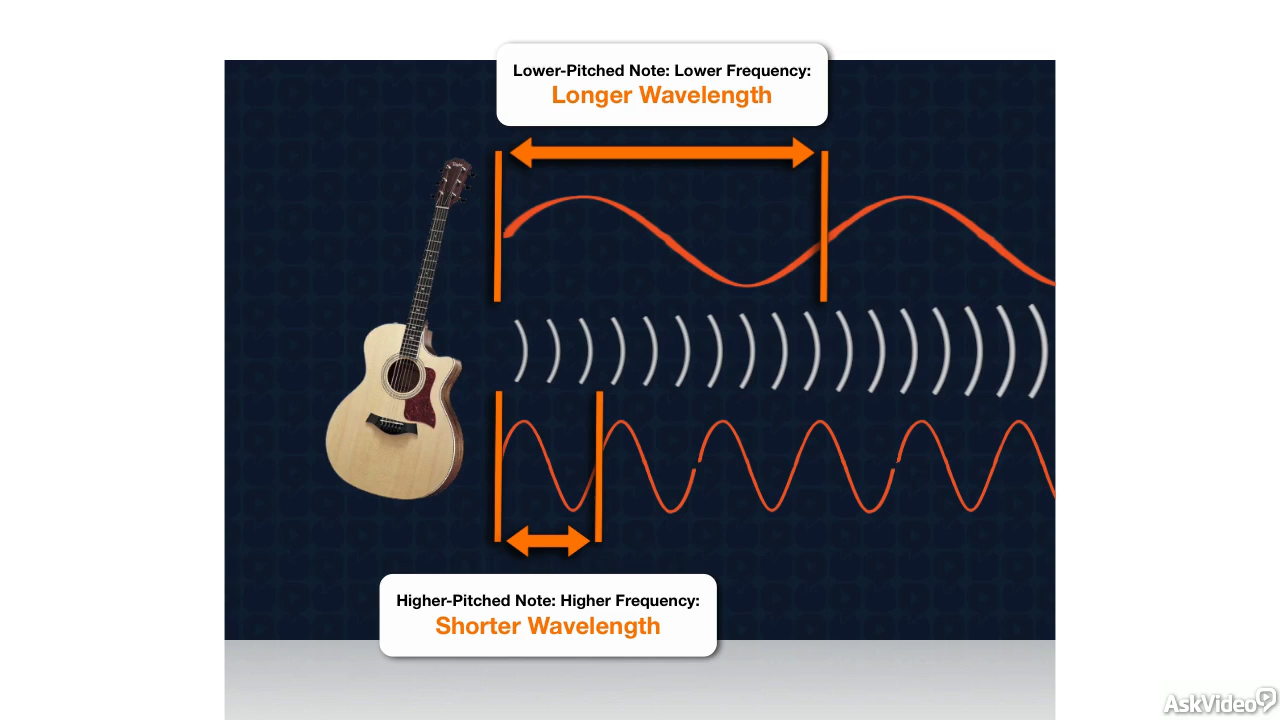 Lower-Pitched Note: Lower Frequency:
Longer Wavelength
Higher-Pitched Note: Higher Frequency:
Shorter Wavelength
AskVideo